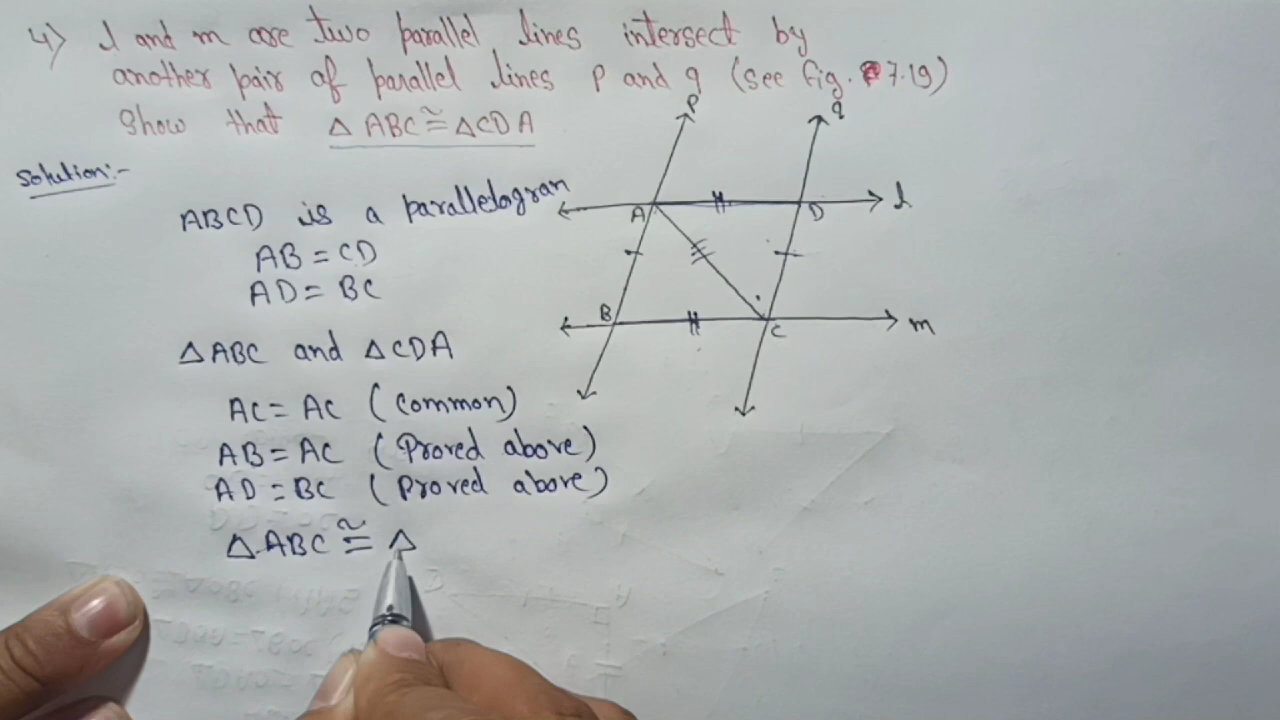 4) l and m are two parallel lines intersect by
another pair of parallel lines p and q (see fig. 7.19)
Show that △ ABC ≅ △CDA
Solution:-
ABCD is a parallelogran
AB = CD
AD = BC
△ABC and △CDA
AC = AC (Common)
AB = AC (Proved above)
AD = BC (Proved above)
△ABC ≅ △
p
q
A
D
l
B
C
m